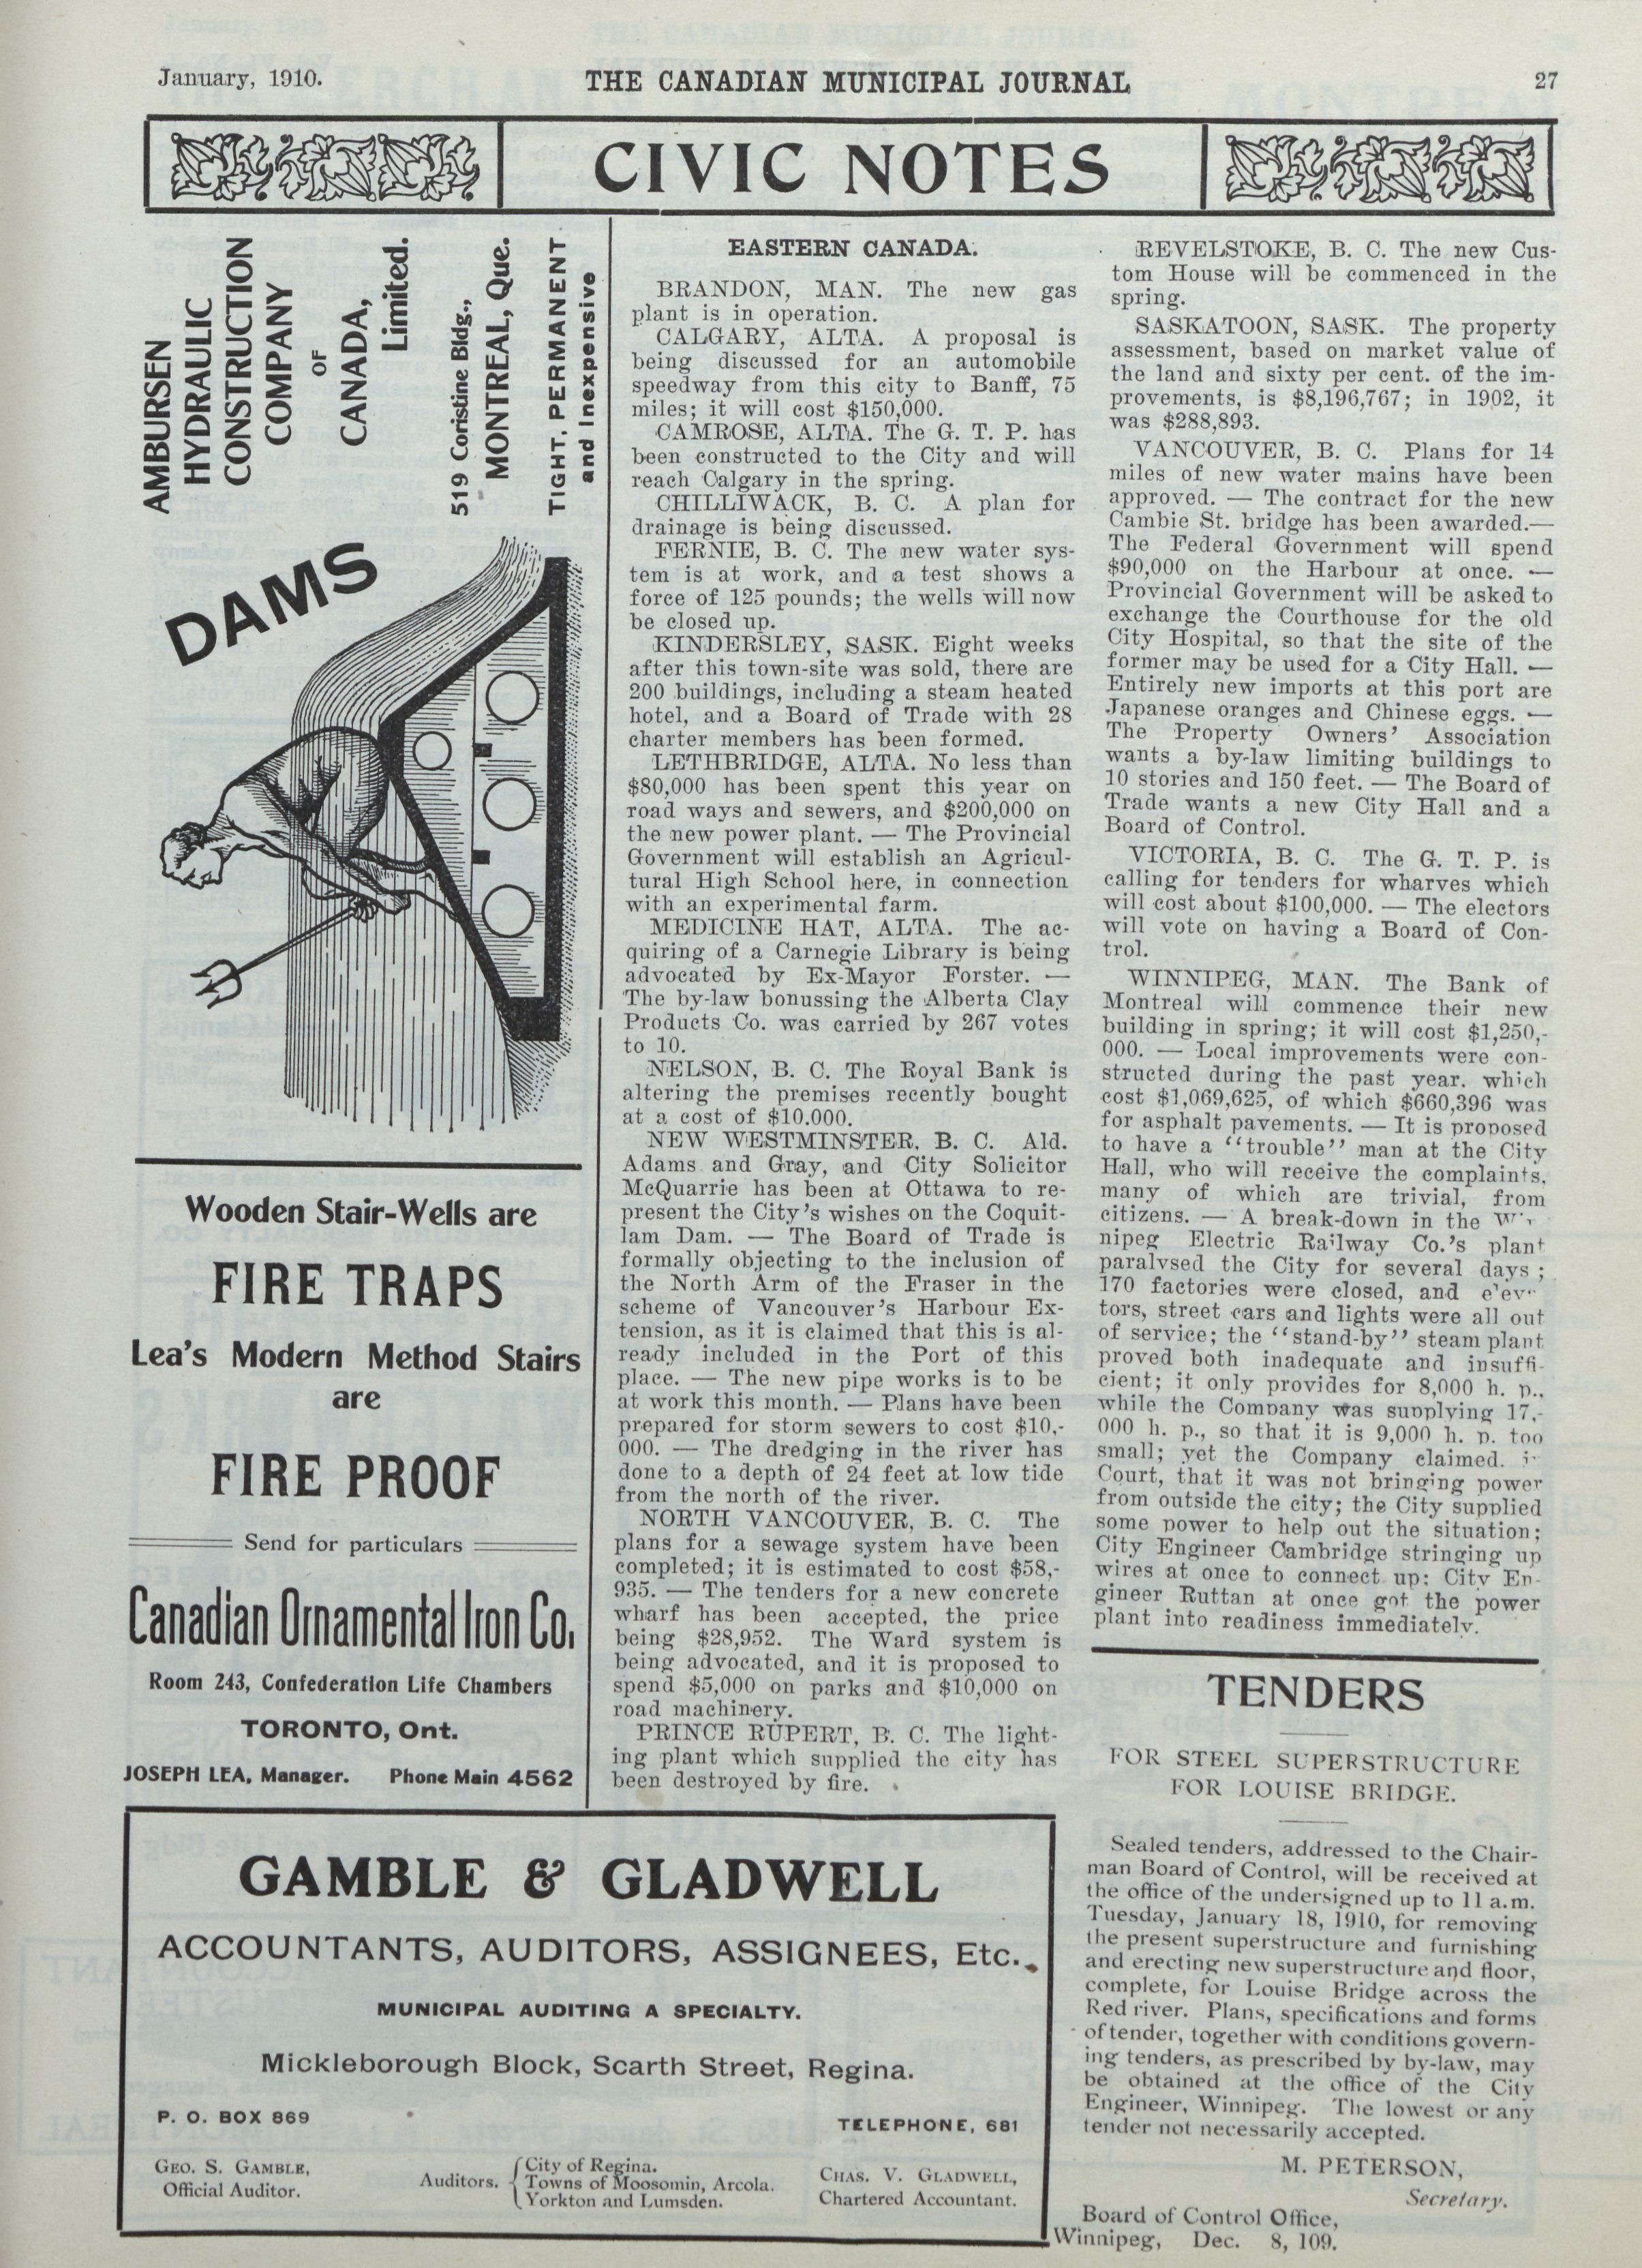 January, 1910.
THE CANADIAN MUNICIPAL JOURNAL
27
CIVIC NOTES
AMBURSEN
HYDRAULIC
CONSTRUCTION
COMPANY
OF
CANADA,
Limited.
519 Coristine Bldg.,
MONTREAL, Que.
TIGHT, PERMANENT
and Inexpensive
DAMS
Wooden Stair-Wells are
FIRE TRAPS
Lea's Modern Method Stairs
are
FIRE PROOF
Send for particulars
Canadian Ornamental Iron Co.
Room 243, Confederation Life Chambers
TORONTO, Ont.
JOSEPH LEA, Manager. Phone Main 4562
EASTERN CANADA.
BRANDON, MAN. The new gas
plant is in operation.
CALGARY, ALTA. A proposal is
being discussed for an automobile
speedway from this city to Banff, 75
miles; it will cost $150,000.
CAMROSE, ALTA. The G. T. P. has
been constructed to the City and will
reach Calgary in the spring.
CHILLIWACK, B. C. A plan for
drainage is being discussed.
FERNIE, B. C. The new water sys-
tem is at work, and a test shows a
force of 125 pounds; the wells will now
be closed up.
KINDERSLEY, SASK. Eight weeks
after this town-site was sold, there are
200 buildings, including a steam heated
hotel, and a Board of Trade with 28
charter members has been formed.
LETHBRIDGE, ALTA. No less than
$80,000 has been spent this year on
road ways and sewers, and $200,000 on
the new power plant. — The Provincial
Government will establish an Agricul-
tural High School here, in connection
with an experimental farm.
MEDICINE HAT, ALTA. The ac-
quiring of a Carnegie Library is being
advocated by Ex-Mayor Forster. —
The by-law bonussing the Alberta Clay
Products Co. was carried by 267 votes
to 10.
NELSON, B. C. The Royal Bank is
altering the premises recently bought
at a cost of $10.000.
NEW WESTMINSTER, B. C. Ald.
Adams and Gray, and City Solicitor
McQuarrie has been at Ottawa to re-
present the City's wishes on the Coquit-
lam Dam. — The Board of Trade is
formally objecting to the inclusion of
the North Arm of the Fraser in the
scheme of Vancouver's Harbour Ex-
tension, as it is claimed that this is al-
ready included in the Port of this
place. — The new pipe works is to be
at work this month. — Plans have been
prepared for storm sewers to cost $10,-
000. — The dredging in the river has
done to a depth of 24 feet at low tide
from the north of the river.
NORTH VANCOUVER, B. C. The
plans for a sewage system have been
completed; it is estimated to cost $58,-
935. — The tenders for a new concrete
wharf has been accepted, the price
being $28,952. The Ward system is
being advocated, and it is proposed to
spend $5,000 on parks and $10,000 on
road machinery.
PRINCE RUPERT, B. C. The light-
ing plant which supplied the city has
been destroyed by fire.
REVELSTOKE, B. C. The new Cus-
tom House will be commenced in the
spring.
SASKATOON, SASK. The property
assessment, based on market value of
the land and sixty per cent. of the im-
provements, is $8,196,767; in 1902, it
was $288,893.
VANCOUVER, B. C. Plans for 14
miles of new water mains have been
approved. — The contract for the new
Cambie St. bridge has been awarded.—
The Federal Government will spend
$90,000 on the Harbour at once. —
Provincial Government will be asked to
exchange the Courthouse for the old
City Hospital, so that the site of the
former may be used for a City Hall. —
Entirely new imports at this port are
Japanese oranges and Chinese eggs. —
The Property Owners' Association
wants a by-law limiting buildings to
10 stories and 150 feet. — The Board of
Trade wants a new City Hall and a
Board of Control.
VICTORIA, B. C. The G. T. P. is
calling for tenders for wharves which
will cost about $100,000. — The electors
will vote on having a Board of Con-
trol.
WINNIPEG, MAN. The Bank of
Montreal will commence their new
building in spring; it will cost $1,250,-
000. — Local improvements were con-
structed during the past year. which
cost $1,069,625, of which $660,396 was
for asphalt pavements. — It is proposed
to have a "trouble" man at the City
Hall, who will receive the complaints,
many of which are trivial, from
citizens. — A break-down in the
nipeg Electric Railway Co.'s plant
paralysed the City for several days;
170 factories were closed, and
tors, street cars and lights were all out
of service; the "stand-by" steam plant
proved both inadequate and insuffi-
cient; it only provides for 8,000 h. p.,
while the Company was supplying 17,-
000 h. p., so that it is 9,000 h. p. too
small; yet the Company claimed.
Court, that it was not bringing power
from outside the city; the City supplied
some power to help out the situation;
City Engineer Cambridge stringing up
wires at once to connect up; City En-
gineer Ruttan at once got the power
plant into readiness immediately.
TENDERS
FOR STEEL SUPERSTRUCTURE
FOR LOUISE BRIDGE.
Sealed tenders, addressed to the Chair-
man Board of Control, will be received at
the office of the undersigned up to 11 a.m.
Tuesday, January 18, 1910, for removing
the present superstructure and furnishing
and erecting new superstructure and floor,
complete, for Louise Bridge across the
Red river. Plans, specifications and forms
of tender, together with conditions govern-
ing tenders, as prescribed by by-law, may
be obtained at the office of the City
Engineer, Winnipeg. The lowest or any
tender not necessarily accepted.
M. PETERSON,
Secretary.
Board of Control Office,
Winnipeg, Dec. 8, 109.
GAMBLE & GLADWELL
ACCOUNTANTS, AUDITORS, ASSIGNEES, Etc.
MUNICIPAL AUDITING A SPECIALTY.
Mickleborough Block, Scarth Street, Regina.
P. O. BOX 869
TELEPHONE, 681
GEO. S. GAMBLE,
Official Auditor.
Auditors. { City of Regina.
Towns of Moosomin, Arcola.
Yorkton and Lumsden.
CHAS. V. GLADWELL,
Chartered Accountant.